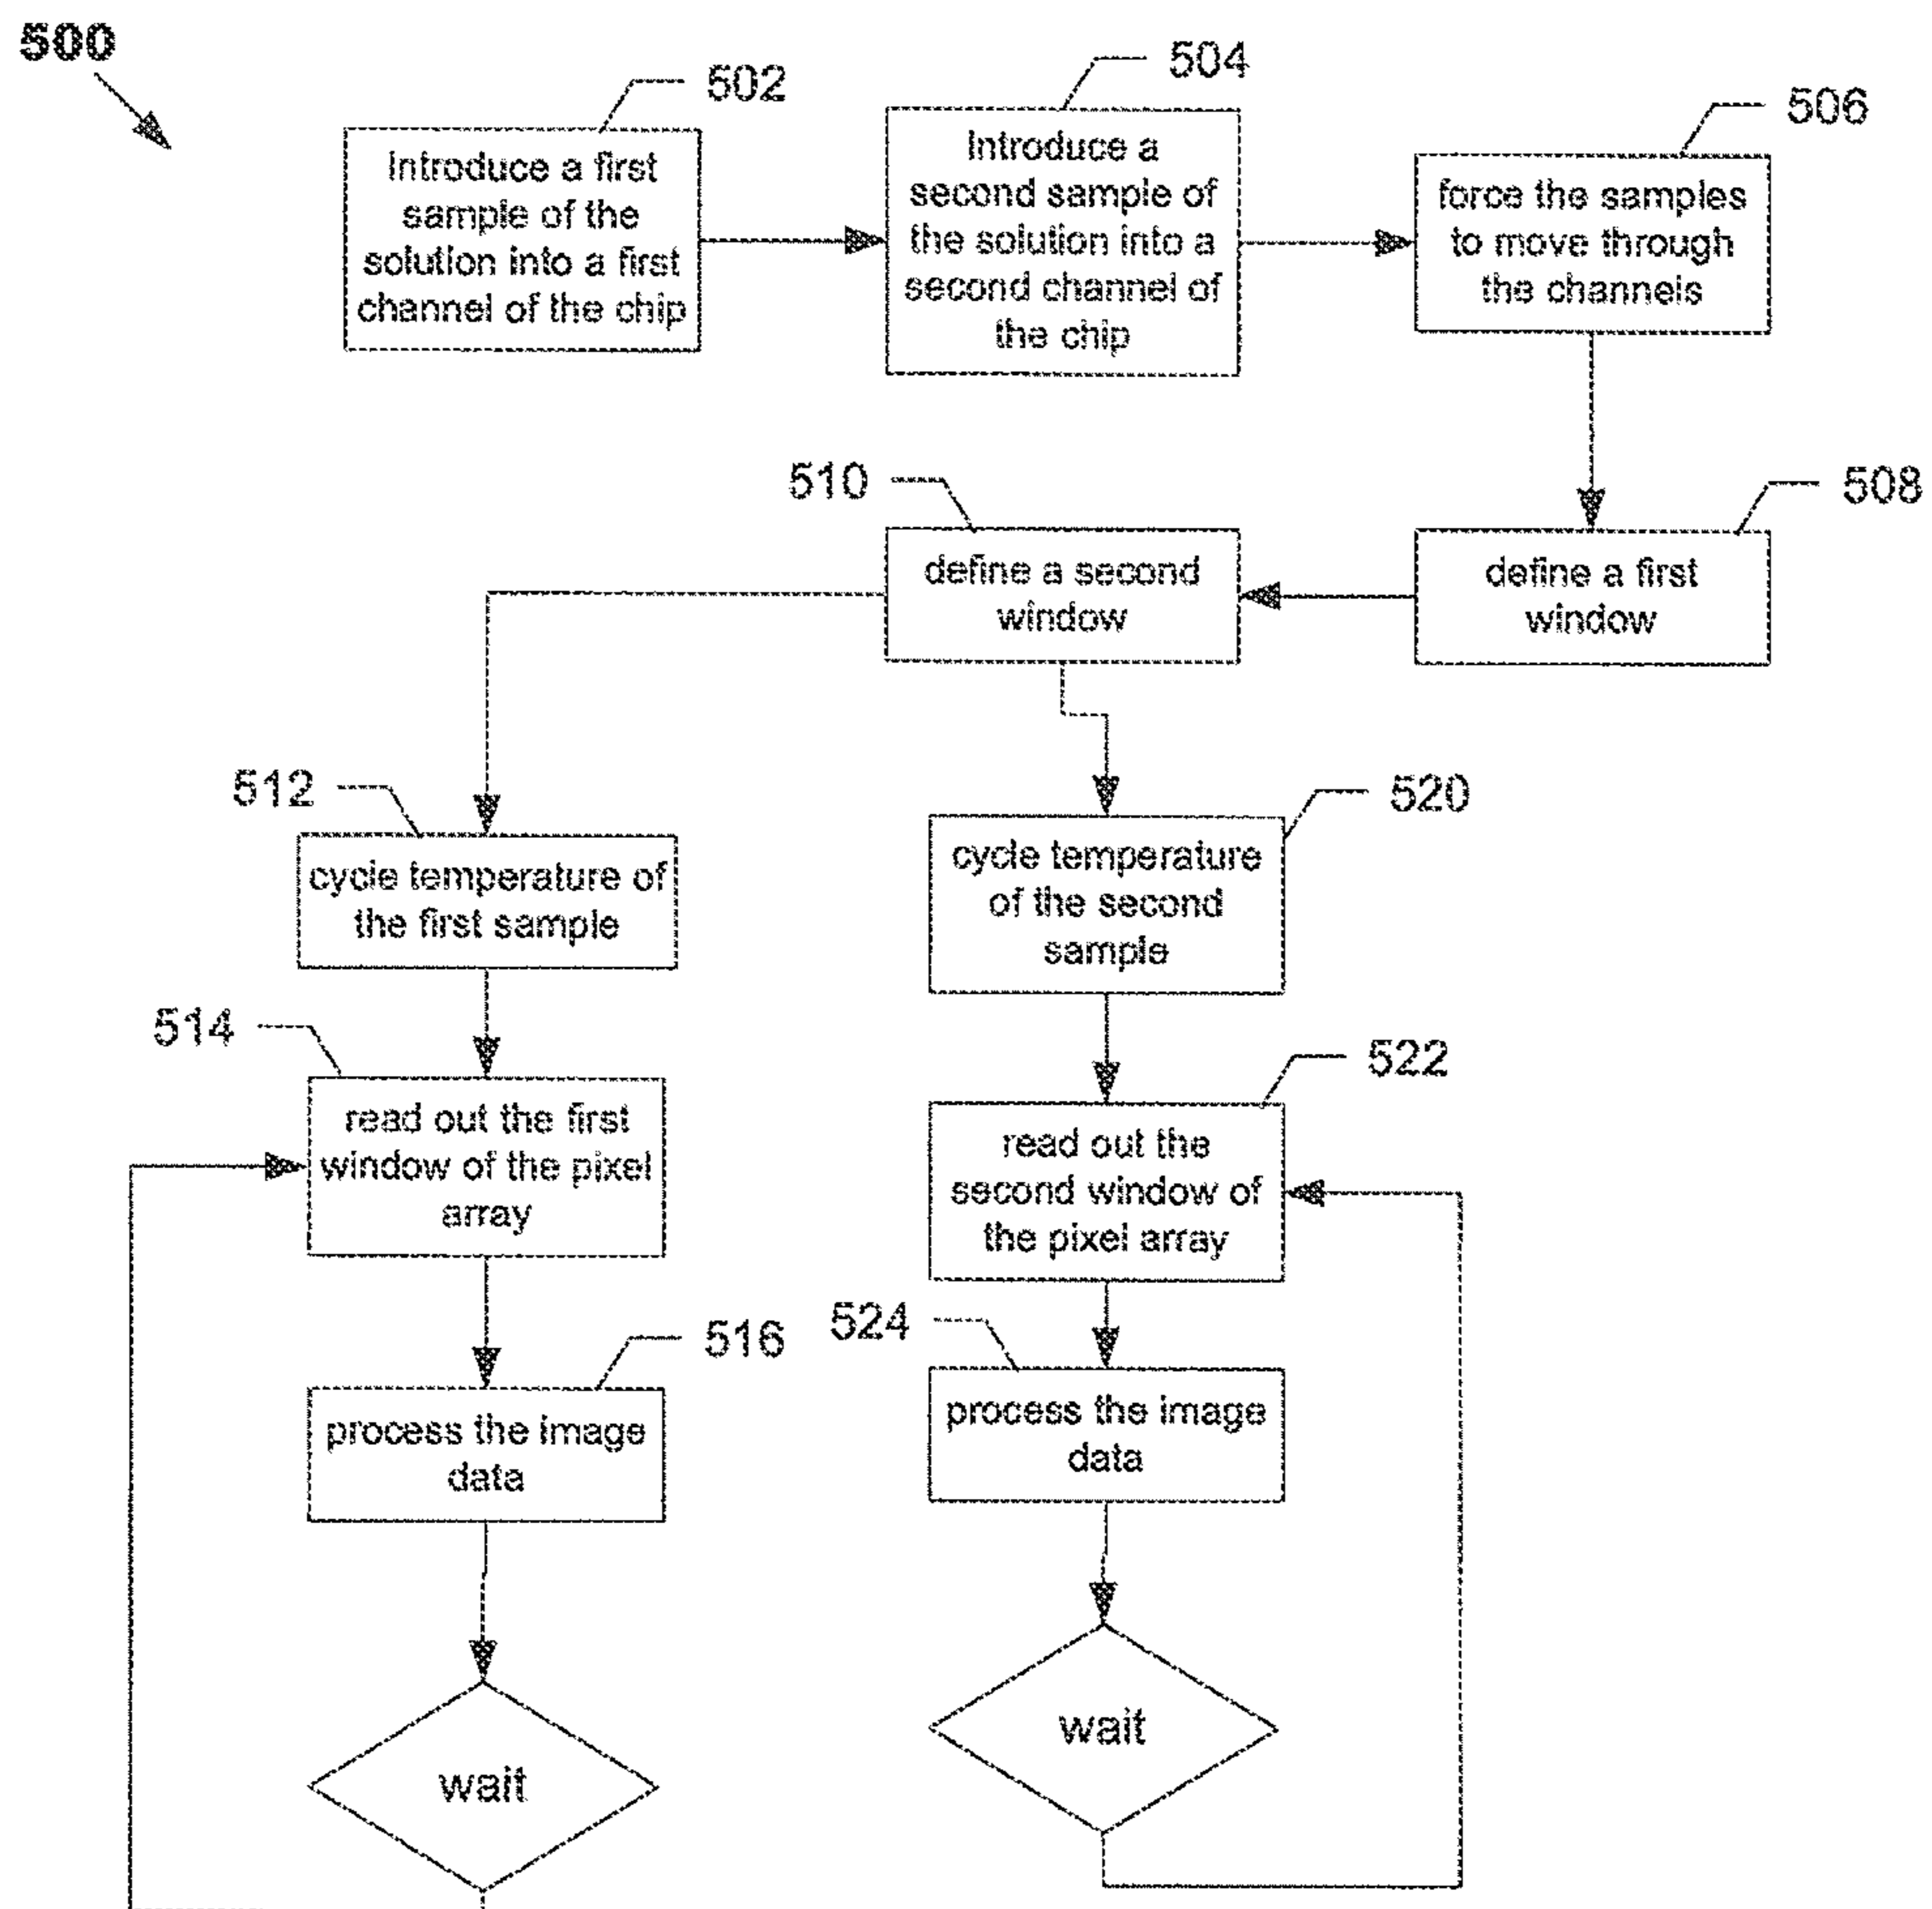 500
502
introduce a first
sample of the
solution into a first
channel of the chip
504
Introduce a
second sample of
the solution into a
second channel of
the chip
506
force the samples
to move through
the channels
508
define a first
window
510
define a second
window
512
cycle temperature of
the first sample
514
read out the first
window of the pixel
array
516
process the image
data
wait
520
cycle temperature
of the second
sample
522
read out the
second window of
the pixel array
524
process the image
data
wait